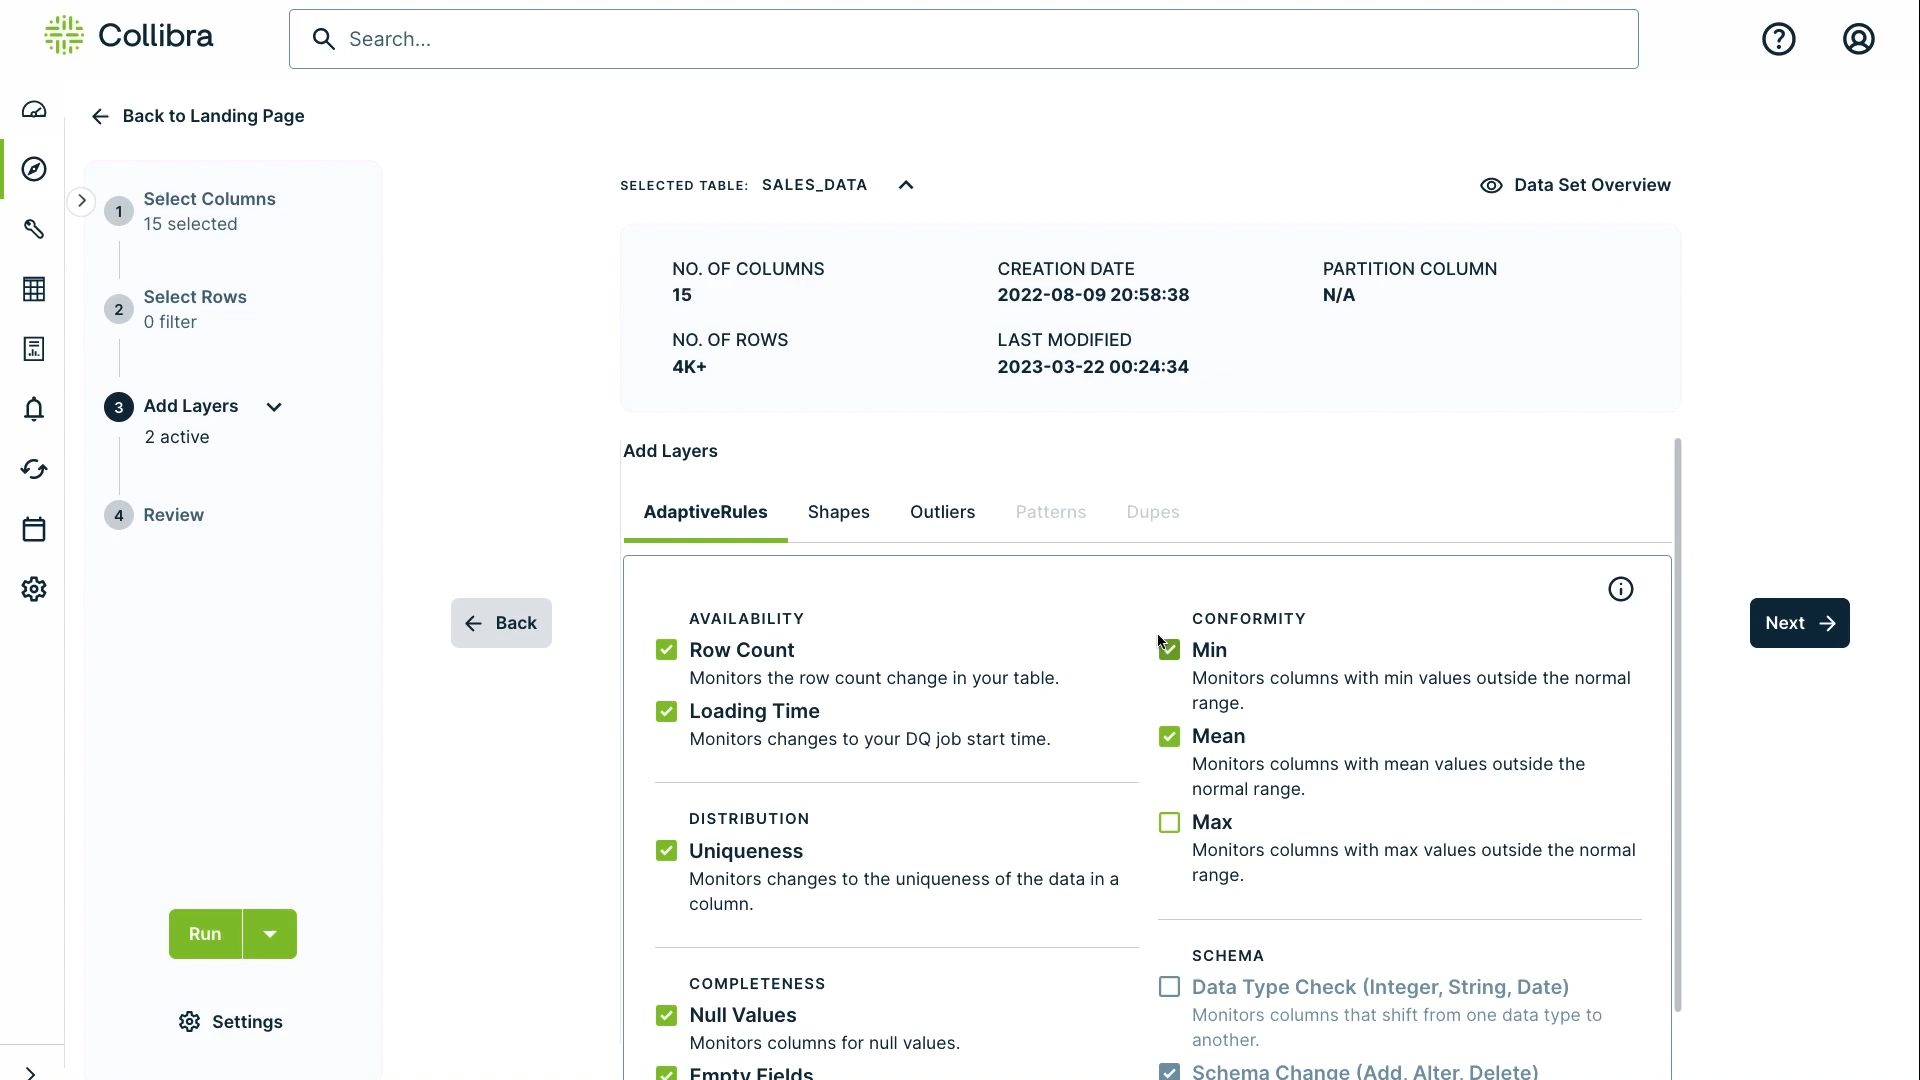 Collibra
Search...
Back to Landing Page
1 Select Columns
15 selected
2 Select Rows
0 filter
3 Add Layers
2 active
4 Review
Run
Settings
SELECTED TABLE: SALES_DATA
Data Set Overview
NO. OF COLUMNS
15
CREATION DATE
2022-08-09 20:58:38
PARTITION COLUMN
N/A
NO. OF ROWS
4K+
LAST MODIFIED
2023-03-22 00:24:34
Add Layers
AdaptiveRules Shapes Outliers Patterns Dupes
Back
Next
AVAILABILITY
Row Count
Monitors the row count change in your table.
Loading Time
Monitors changes to your DQ job start time.
DISTRIBUTION
Uniqueness
Monitors changes to the uniqueness of the data in a
column.
COMPLETENESS
Null Values
Monitors columns for null values.
Empty Fields
CONFORMITY
Min
Monitors columns with min values outside the normal
range.
Mean
Monitors columns with mean values outside the
normal range.
Max
Monitors columns with max values outside the normal
range.
SCHEMA
Data Type Check (Integer, String, Date)
Monitors columns that shift from one data type to
another.
Schema Change (Add, Alter, Delete)